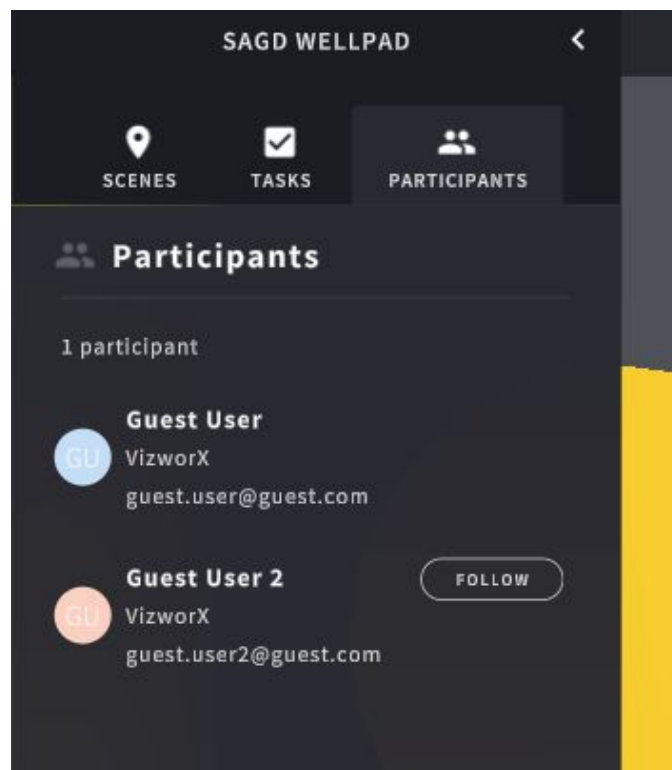 SAGD WELLPAD
SCENES TASKS PARTICIPANTS
Participants
1 participant
Guest User
GU
VizworX
guest.user@guest.com
Guest User 2
FOLLOW
GU
VizworX
guest.user2@guest.com